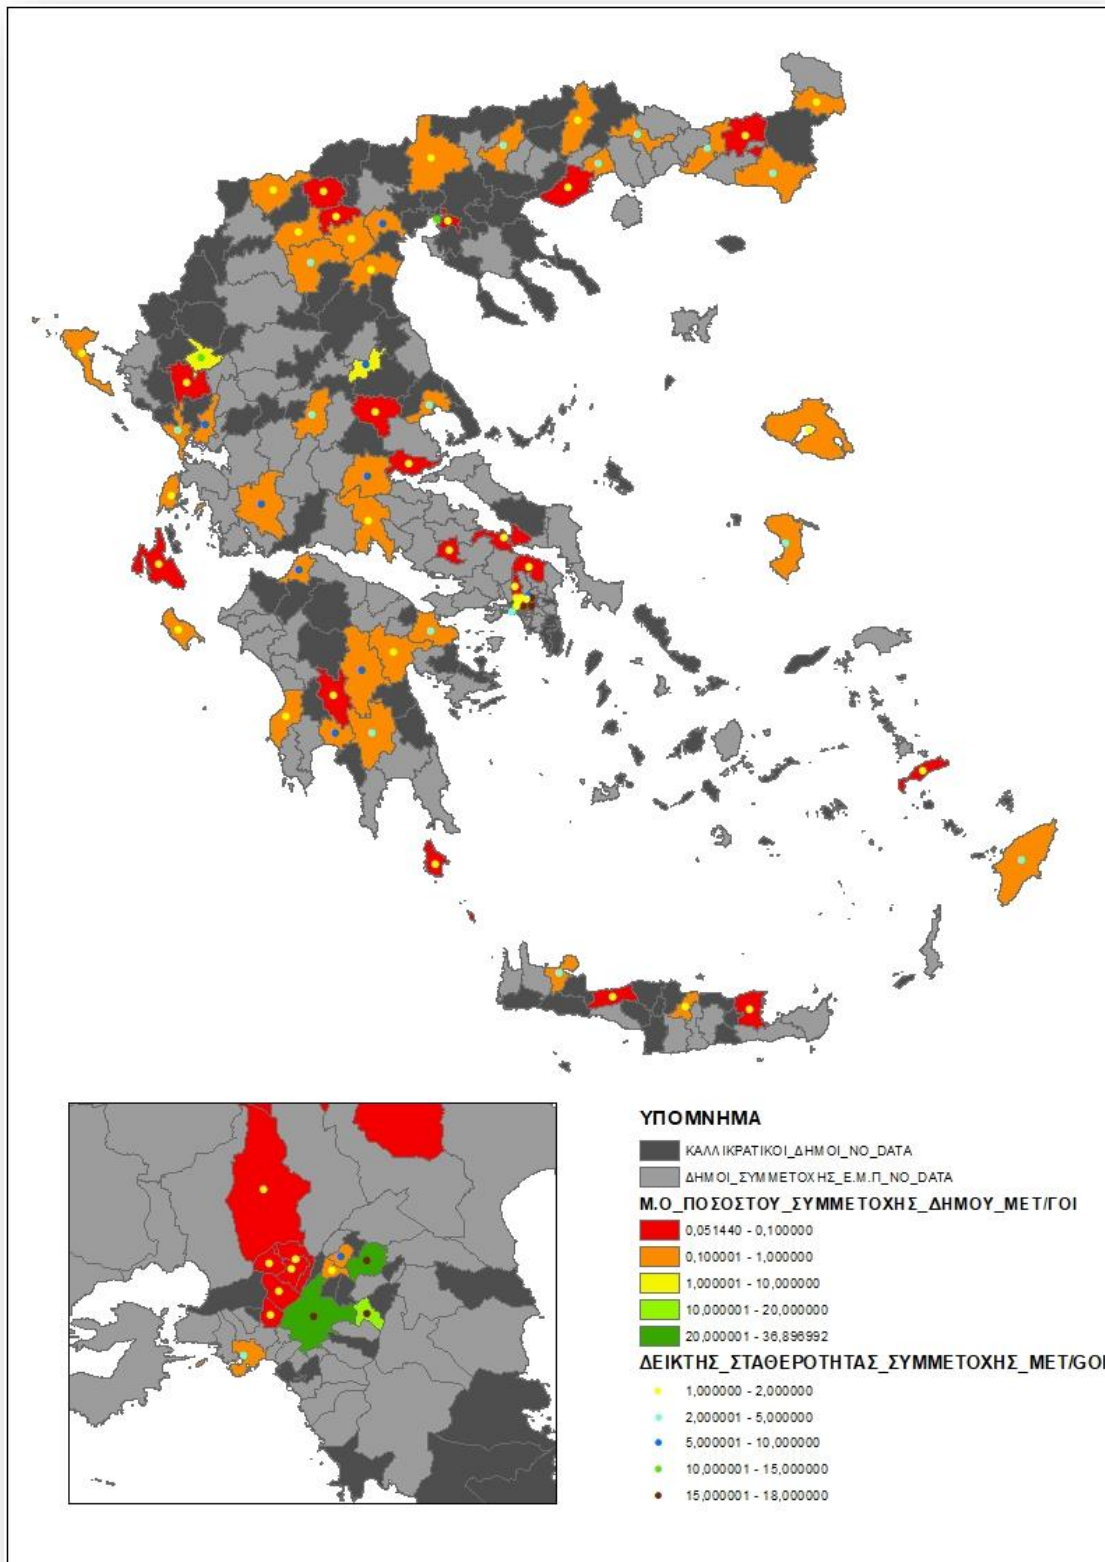 ΥΠΟΜΝΗΜΑ
ΚΑΛΛΙΚΡΑΤΙΚΟΙ_ΔΗΜΟΙ_NO_DATA
ΔΗΜΟΙ_ΣΥΜΜΕΤΟΧΗΣ_Ε.Μ.Π_NO_DATA
Μ.Ο_ΠΟΣΟΣΤΟΥ_ΣΥΜΜΕΤΟΧΗΣ_ΔΗΜΟΥ_ΜΕΤ/ΓΟΙ
0,051440 - 0,100000
0,100001 - 1,000000
1,000001 - 10,000000
10,000001 - 20,000000
20,000001 - 36,896992
ΔΕΙΚΤΗΣ_ΣΤΑΘΕΡΟΤΗΤΑΣ_ΣΥΜΜΕΤΟΧΗΣ_ΜΕΤ/GOI
1,000000 - 2,000000
2,000001 - 5,000000
5,000001 - 10,000000
10,000001 - 15,000000
15,000001 - 18,000000